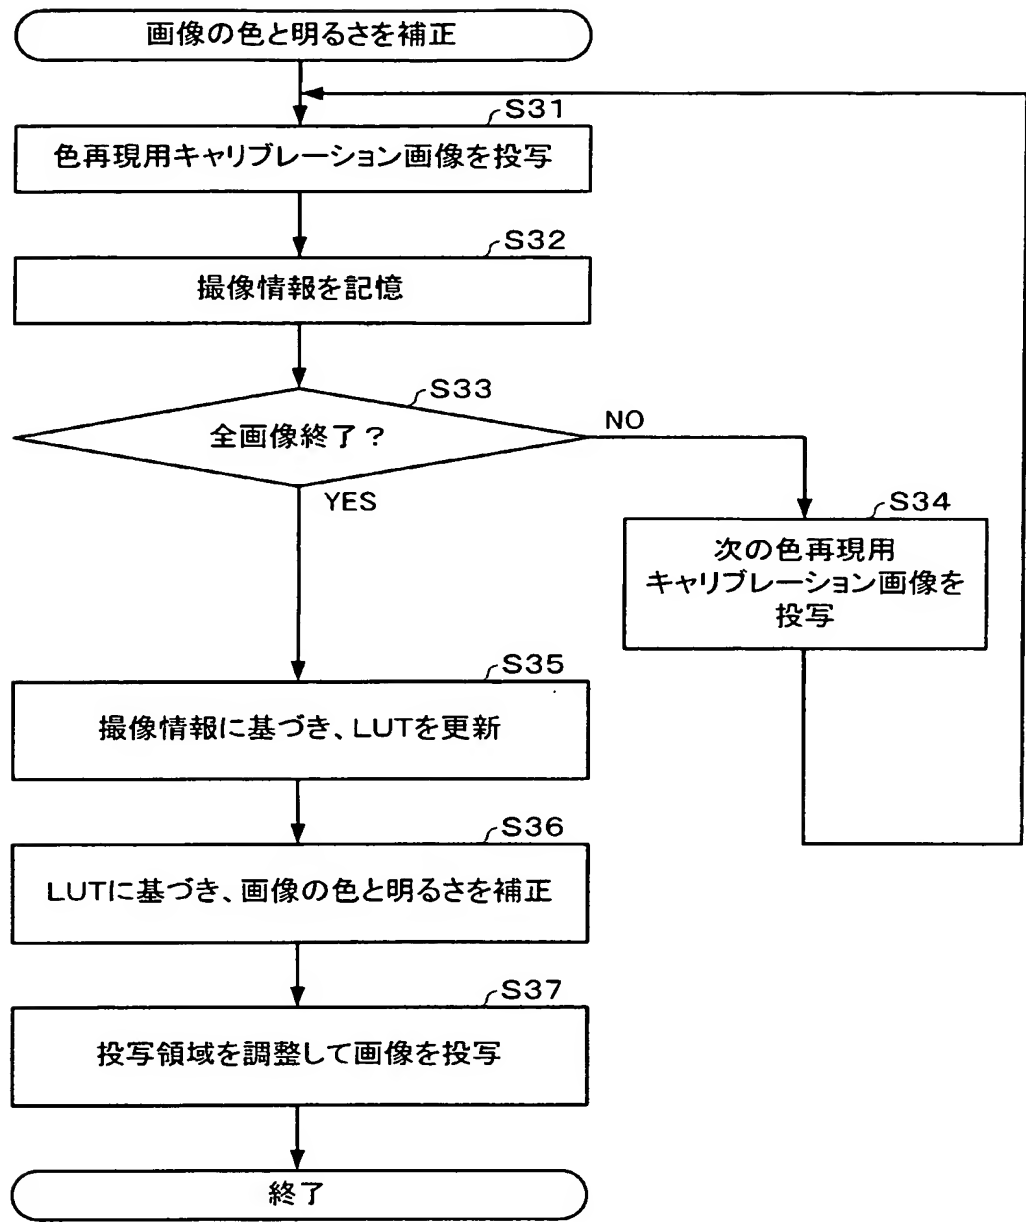 画像の色と明るさを補正
S31
色再現用キャリブレーション画像を投写
S32
撮像情報を記憶
S33
全画像終了？
NO
YES
S34
次の色再現用
キャリブレーション画像を
投写
S35
撮像情報に基づき、LUTを更新
S36
LUTに基づき、画像の色と明るさを補正
S37
投写領域を調整して画像を投写
終了